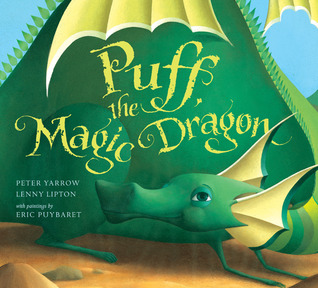 Puff,
the
Magic Dragon
PETER YARROW
LENNY LIPTON
with paintings by
ERIC PUYBARET